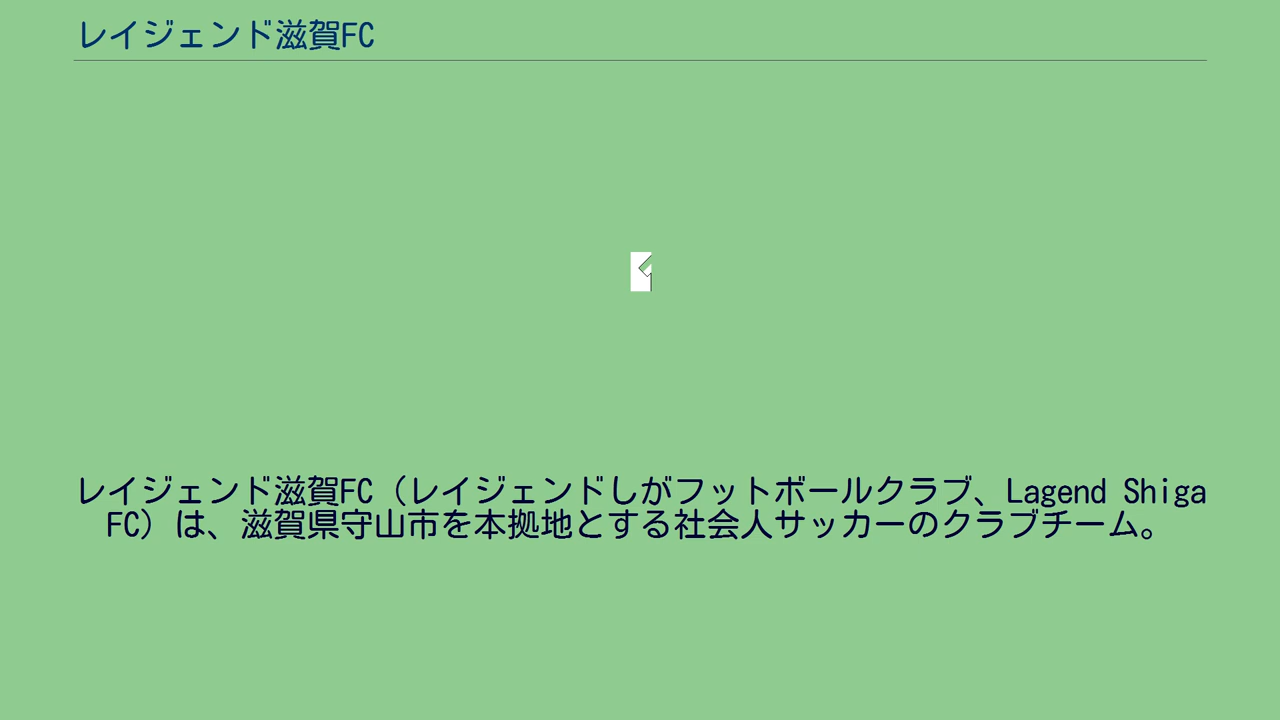 レイジェンド滋賀FC
レイジェンド滋賀FC（レイジェンドしがフットボールクラブ、Lagend Shiga
FC）は、滋賀県守山市を本拠地とする社会人サッカーのクラブチーム。